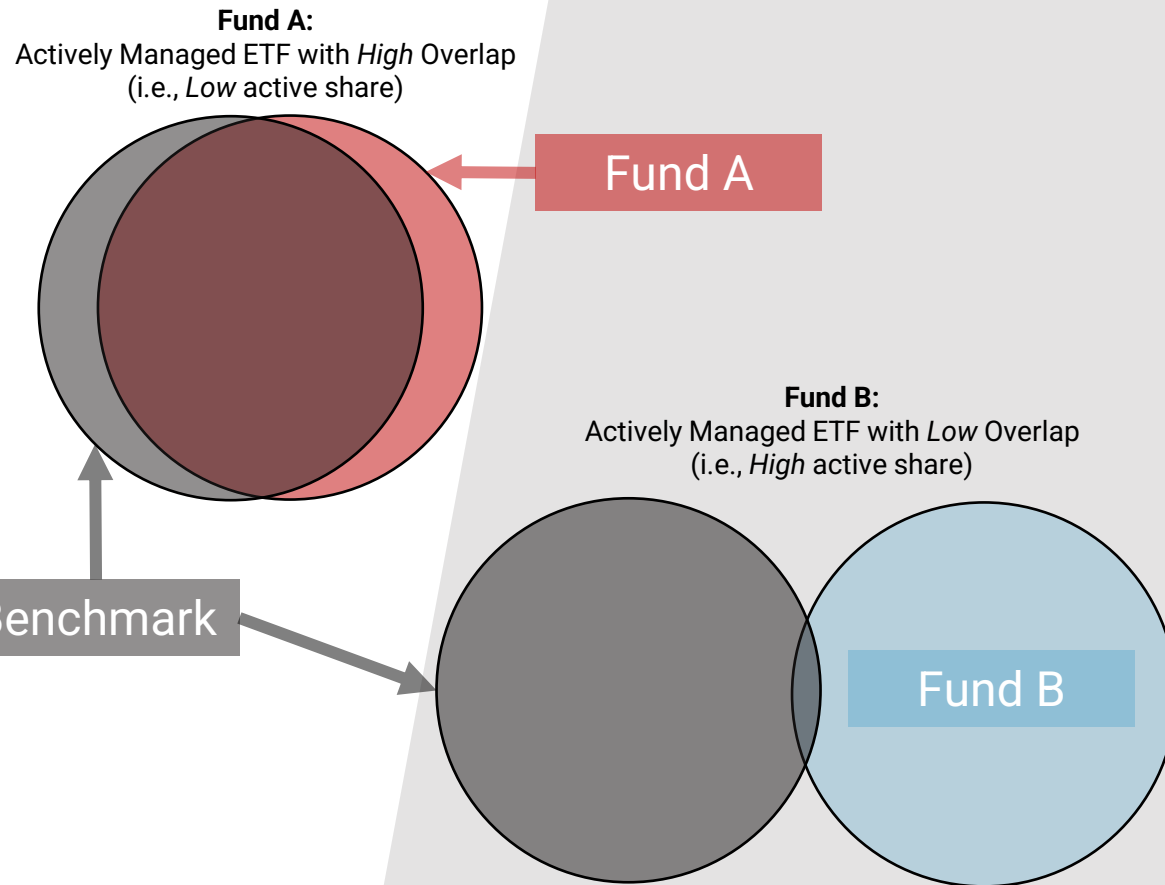 Fund A:
Actively Managed ETF with High Overlap
(i.e., Low active share)
Fund A
Fund B:
Actively Managed ETF with Low Overlap
(i.e., High active share)
Benchmark
Fund B